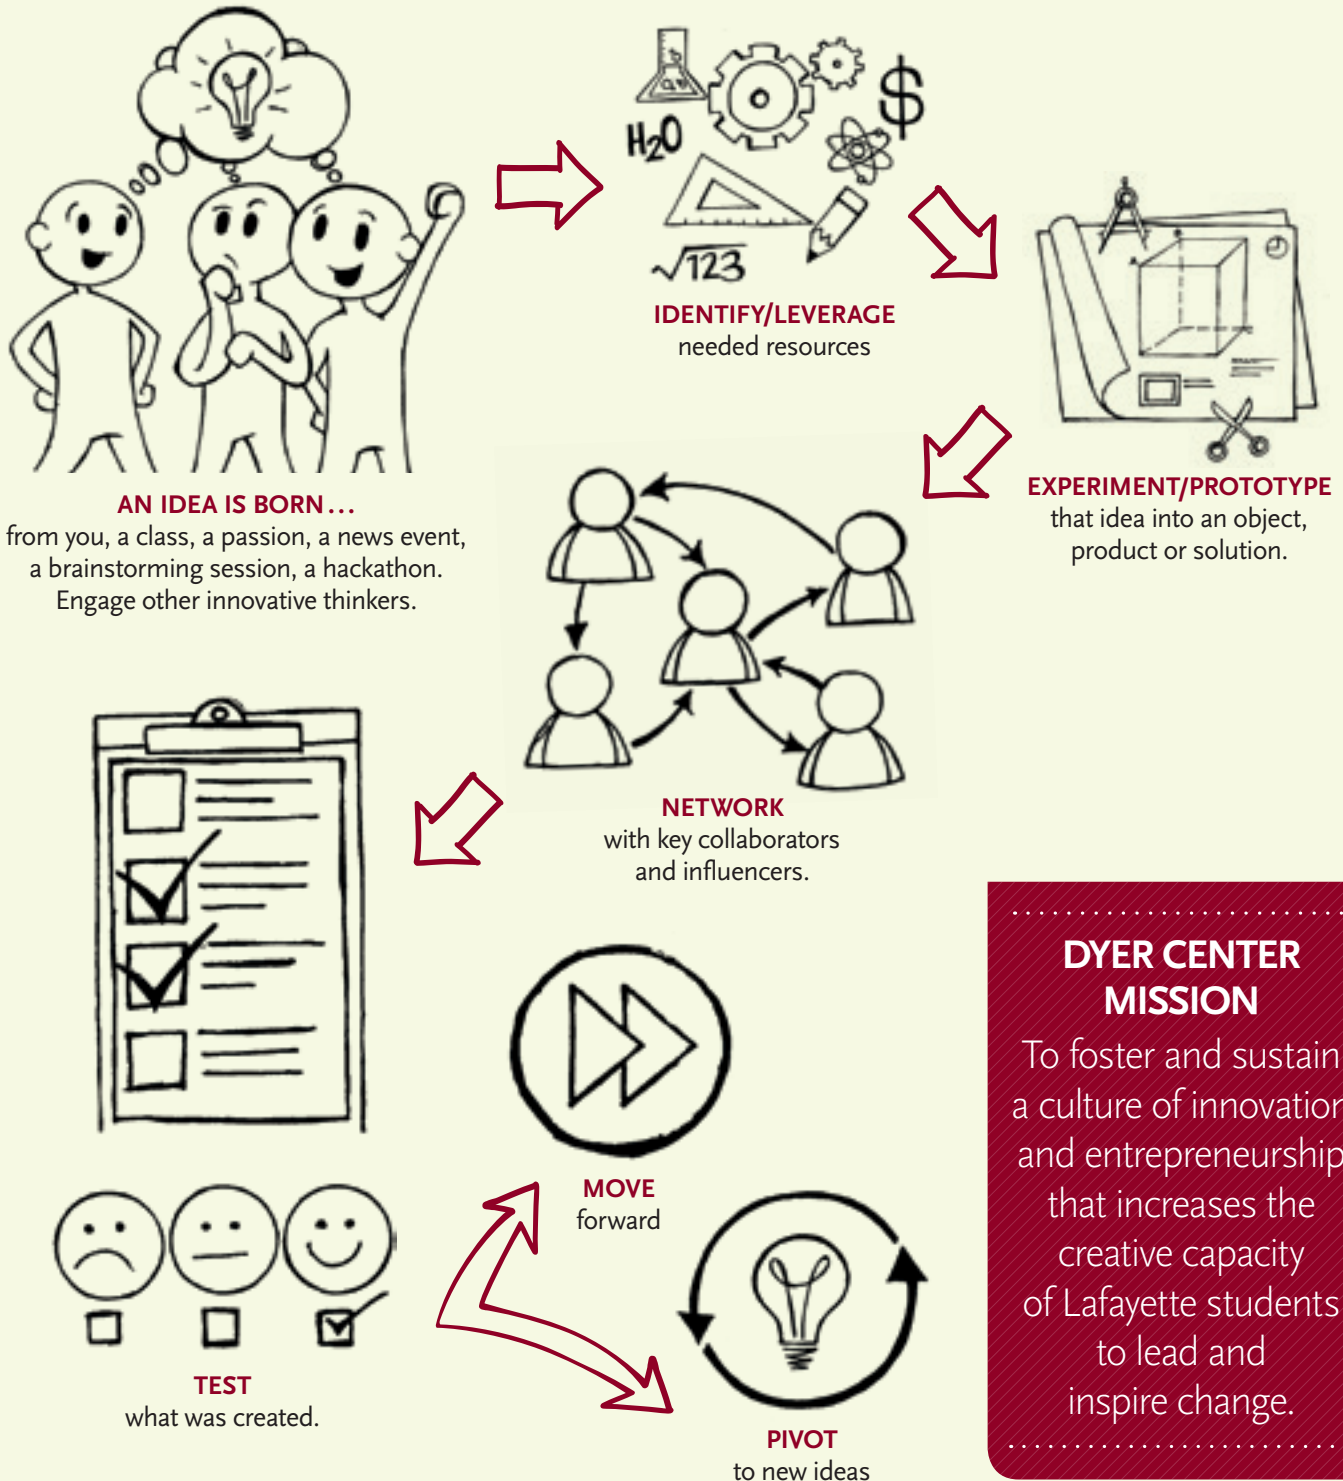 H₂O
$
√123
IDENTIFY/LEVERAGE
needed resources
AN IDEA IS BORN...
from you, a class, a passion, a news event,
a brainstorming session, a hackathon.
Engage other innovative thinkers.
EXPERIMENT/PROTOTYPE
that idea into an object,
product or solution.
NETWORK
with key collaborators
and influencers.
MOVE
forward
TEST
what was created.
PIVOT
to new ideas
DYER CENTER
MISSION
To foster and sustain
a culture of innovation
and entrepreneurship
that increases the
creative capacity
of Lafayette students
to lead and
inspire change.